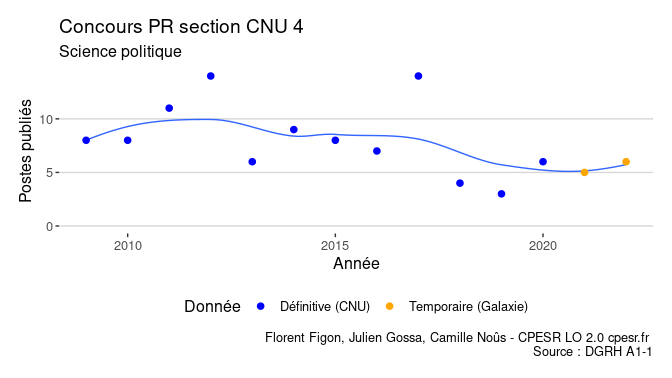 Concours PR section CNU 4
Science politique
Postes publiés
10
5
0
2010 2015 2020
Année
Donnée Définitive (CNU) Temporaire (Galaxie)
Florent Figon, Julien Gossa, Camille Noûs - CPESR LO 2.0 cpesr.fr
Source : DGRH A1-1